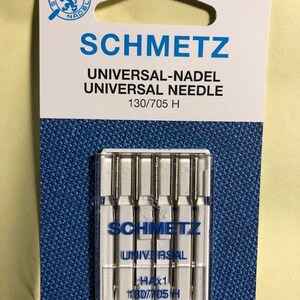 SCHMETZ
UNIVERSAL-NADEL
UNIVERSAL NEEDLE
130/705 H
SCHMETZ
UNIVERSAL
HAx1
130/705 H